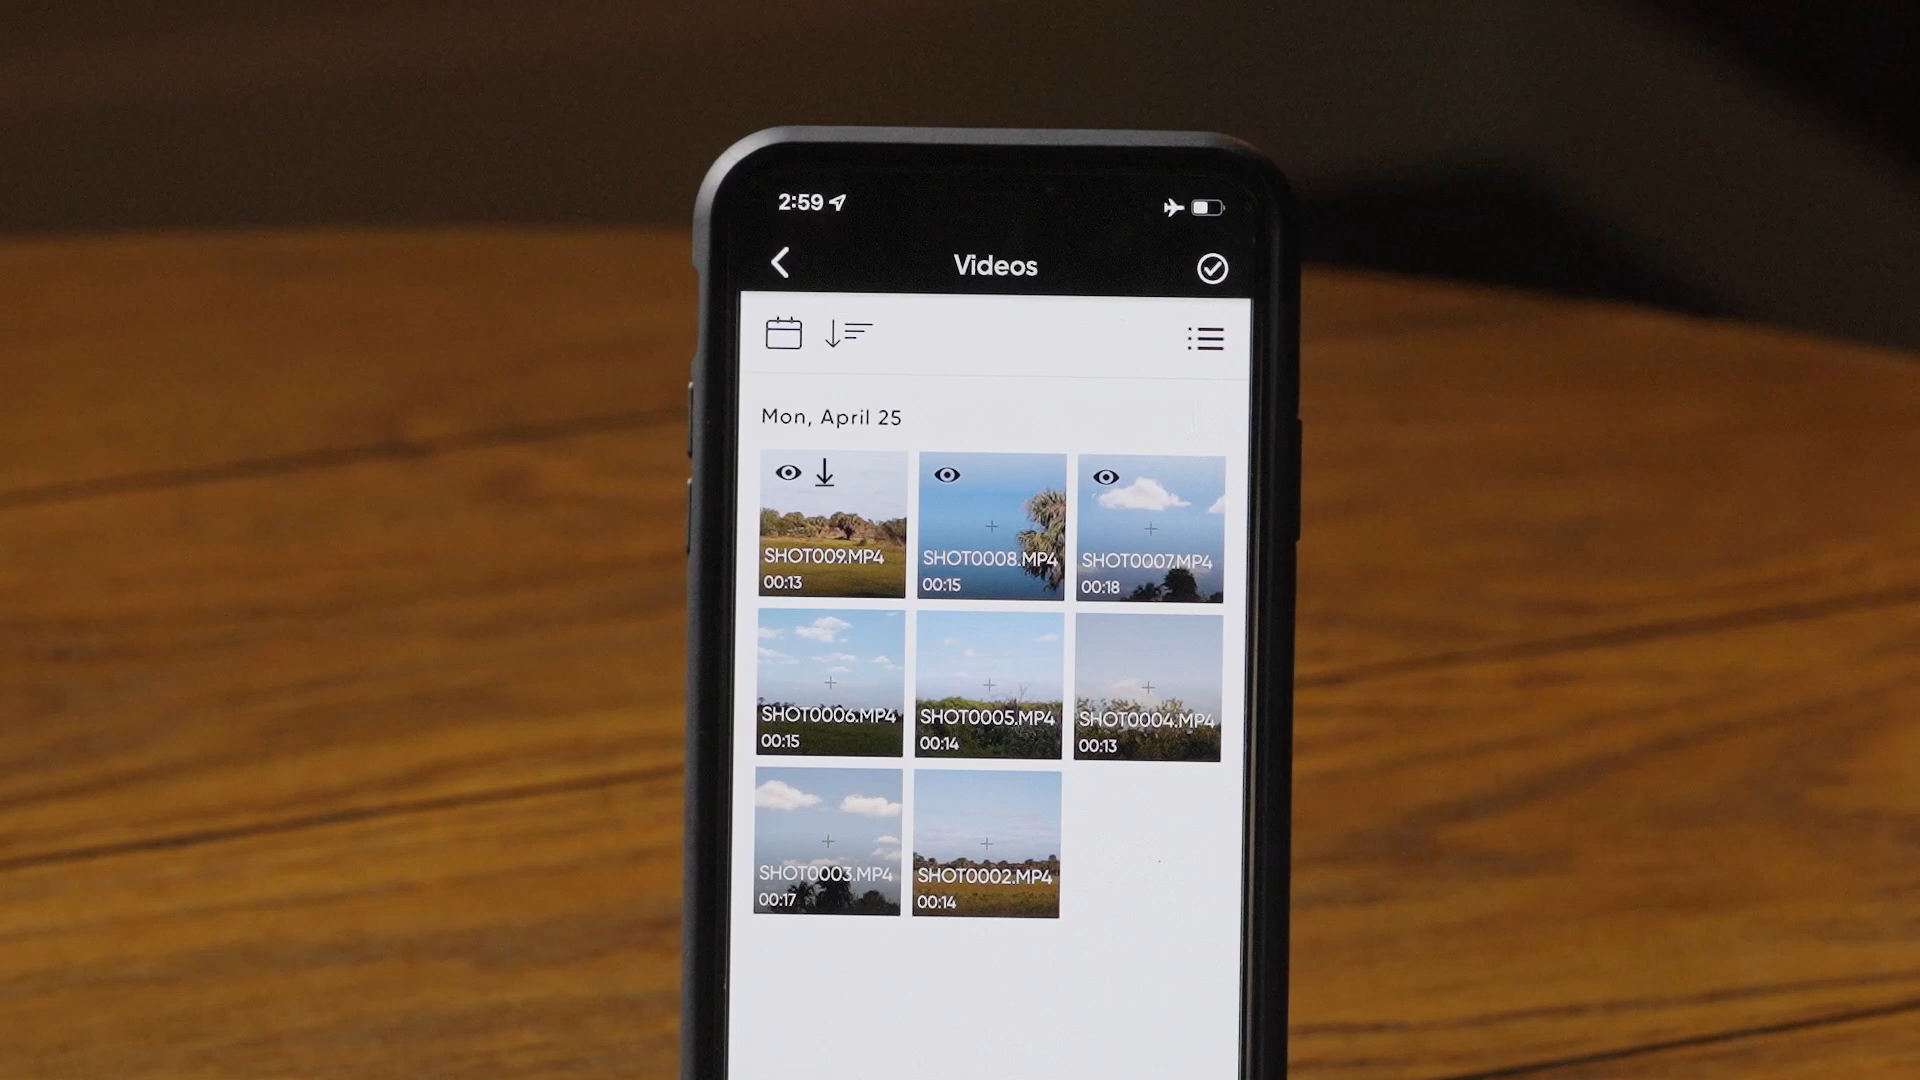 2:59
Videos
Mon, April 25
SHOT009.MP4
00:13
SHOT0008.MP4
00:15
SHOT0007.MP4
00:18
SHOT0006.MP4
00:15
SHOT0005.MP4
00:14
SHOT0004.MP4
00:13
SHOT0003.MP4
00:17
SHOT0002.MP4
00:14